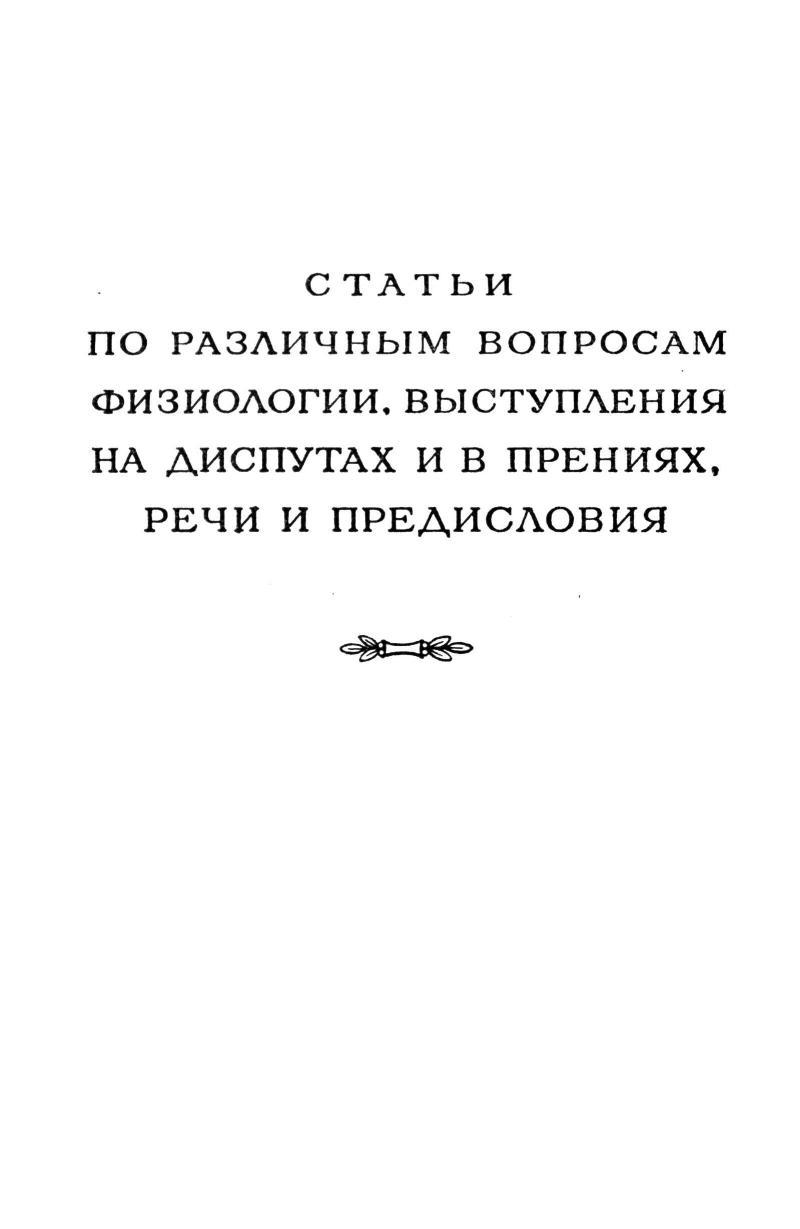 СТАТЬИ
ПО РАЗЛИЧНЫМ ВОПРОСАМ
ФИЗИОЛОГИИ, ВЫСТУПЛЕНИЯ
НА ДИСПУТАХ И В ПРЕНИЯХ,
РЕЧИ И ПРЕДИСЛОВИЯ